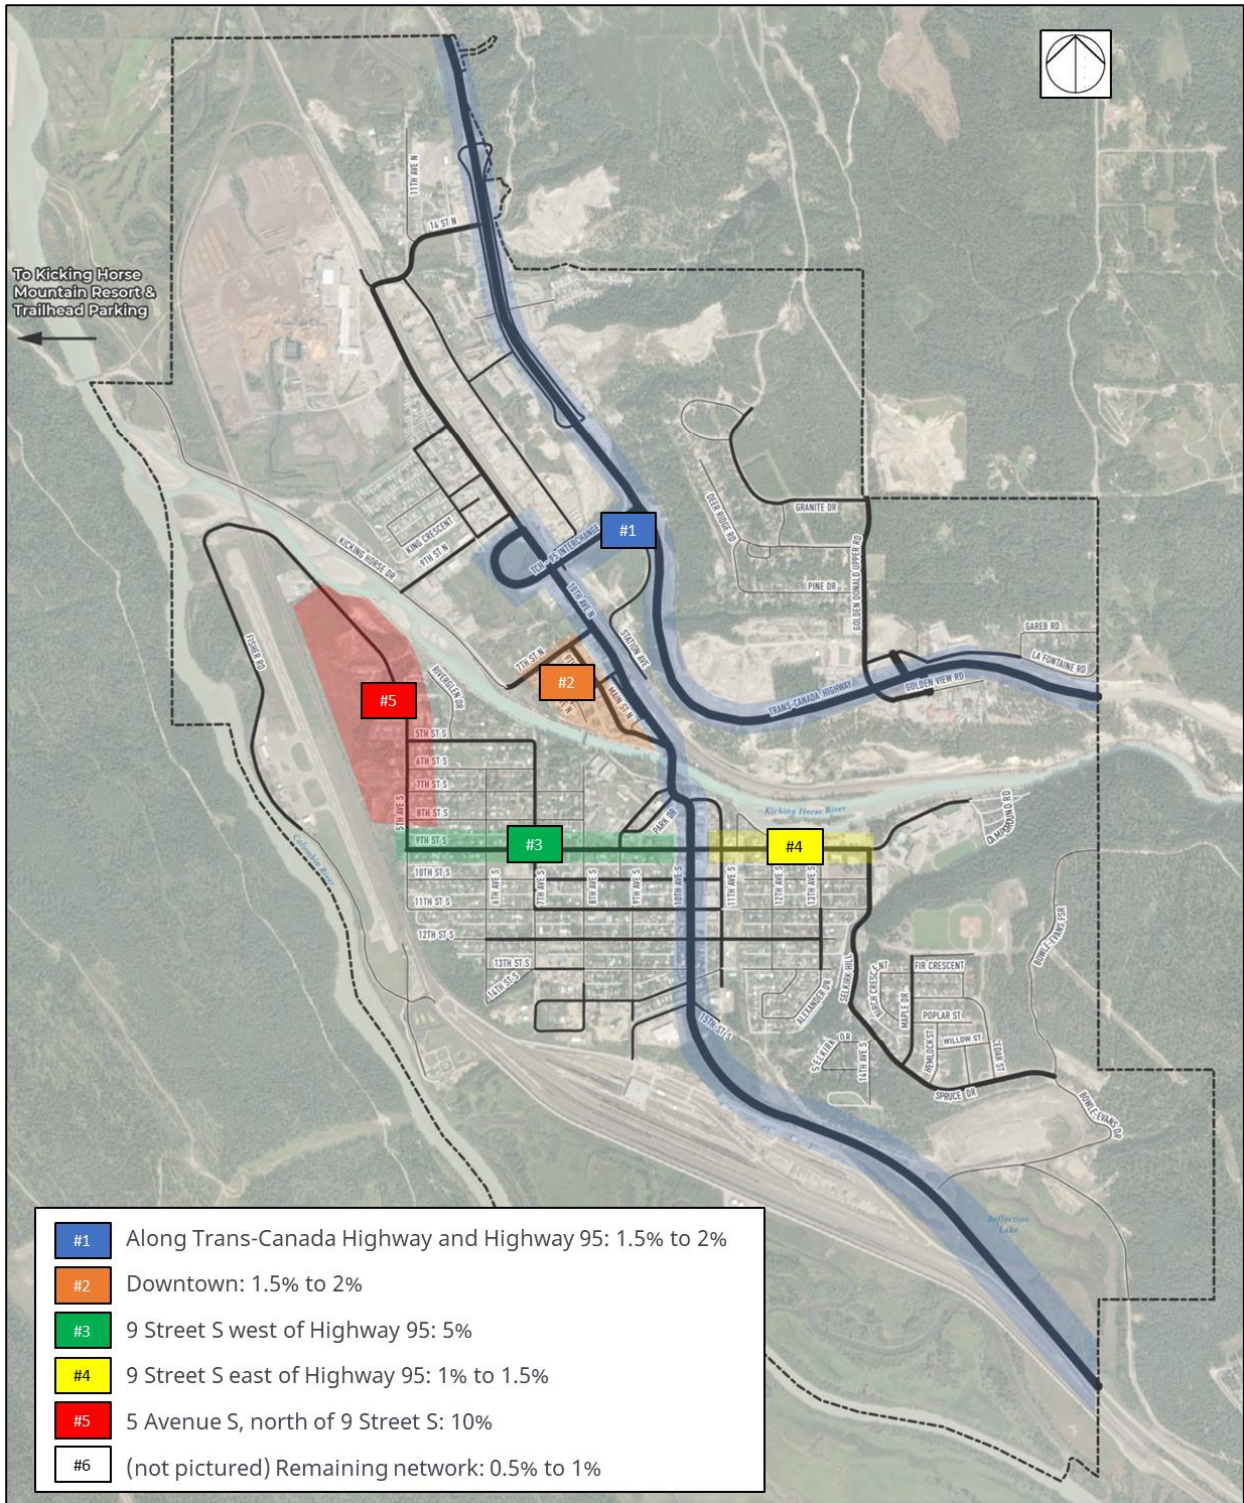 11TH AVE N
14 ST N
To Kicking Horse
Mountain Resort &
Trailhead Parking
DEER RIDGE RD
GRANITE DR
KING CRESCENT
9TH ST N
#1
TCH - 95 INTERCHANGE
KICKING HORSE DR
PINE DR
GOLDEN DONALD UPPER RD
10TH AVE N
STATION AVE
GAREB RD
LA FONTAINE RD
FISHER RD
7TH ST N
#2
MAIN ST N
GOLDEN VIEW RD
TRANS-CANADA HIGHWAY
#5
RIVERGLEN DR
5TH ST S
6TH ST S
7TH ST S
8TH ST S
5TH AVE S
9TH ST S
Kicking Horse River
CAMPGROUND RD
PARK DR
#3
#4
Columbia River
10TH ST S
6TH AVE S
7TH AVE S
8TH AVE S
9TH AVE S
10TH AVE S
11TH AVE S
12TH AVE S
13TH AVE S
11TH ST S
12TH ST S
13TH ST S
14TH ST S
BOWLE-EVANS FSR
SELKIRK HILL
FIR CRESCENT
MAPLE DR
ALEXANDER DR
POPLAR ST
15TH ST S
WILLOW ST
HEMLOCK ST
CEDAR ST
S SELKIRK DR
14TH AVE S
SPRUCE DR
BOWLE-EVANS DR
Reflection
Lake
#1 Along Trans-Canada Highway and Highway 95: 1.5% to 2%
#2 Downtown: 1.5% to 2%
#3 9 Street S west of Highway 95: 5%
#4 9 Street S east of Highway 95: 1% to 1.5%
#5 5 Avenue S, north of 9 Street S: 10%
#6 (not pictured) Remaining network: 0.5% to 1%